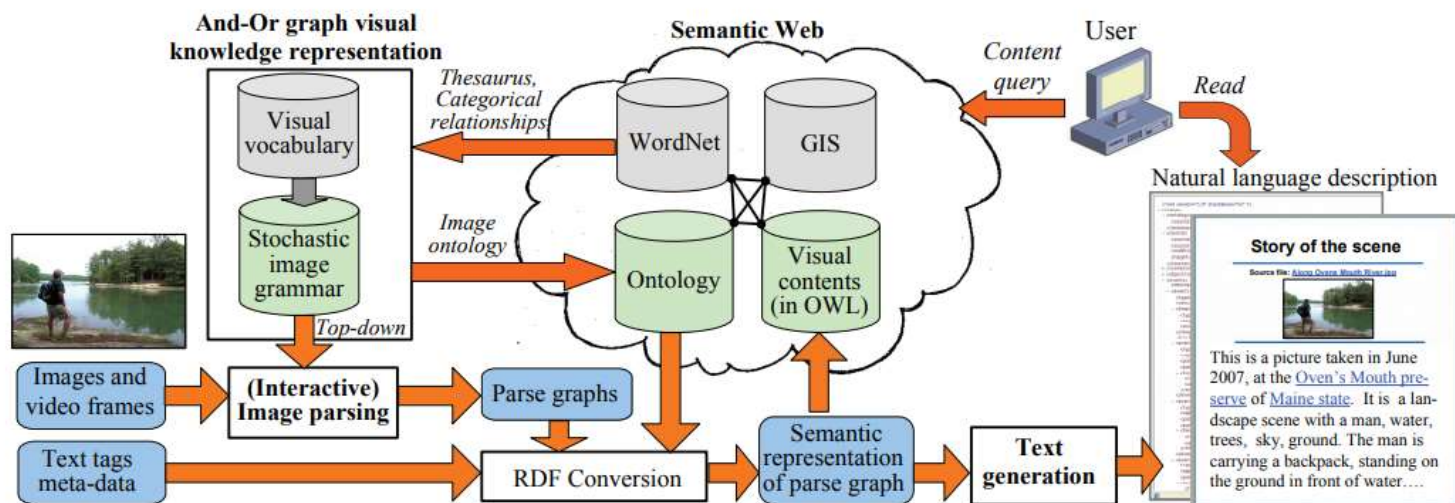 And-Or graph visual
knowledge representation
Visual
vocabulary
Stochastic
image
grammar
Thesaurus,
Categorical
relationships
Image
ontology
Top-down
Semantic Web
WordNet
GIS
Ontology
Visual
contents
(in OWL)
Content
query
User
Read
Natural language description
Images and
video frames
(Interactive)
Image parsing
Parse graphs
Text tags
meta-data
RDF Conversion
Semantic
representation
of parse graph
Text
generation
Story of the scene
Source file: Along Ovens Mouth River.jpg
This is a picture taken in June
2007, at the Oven's Mouth pre-
serve of Maine state. It is a lan-
dscape scene with a man, water,
trees, sky, ground. The man is
carrying a backpack, standing on
the ground in front of water....